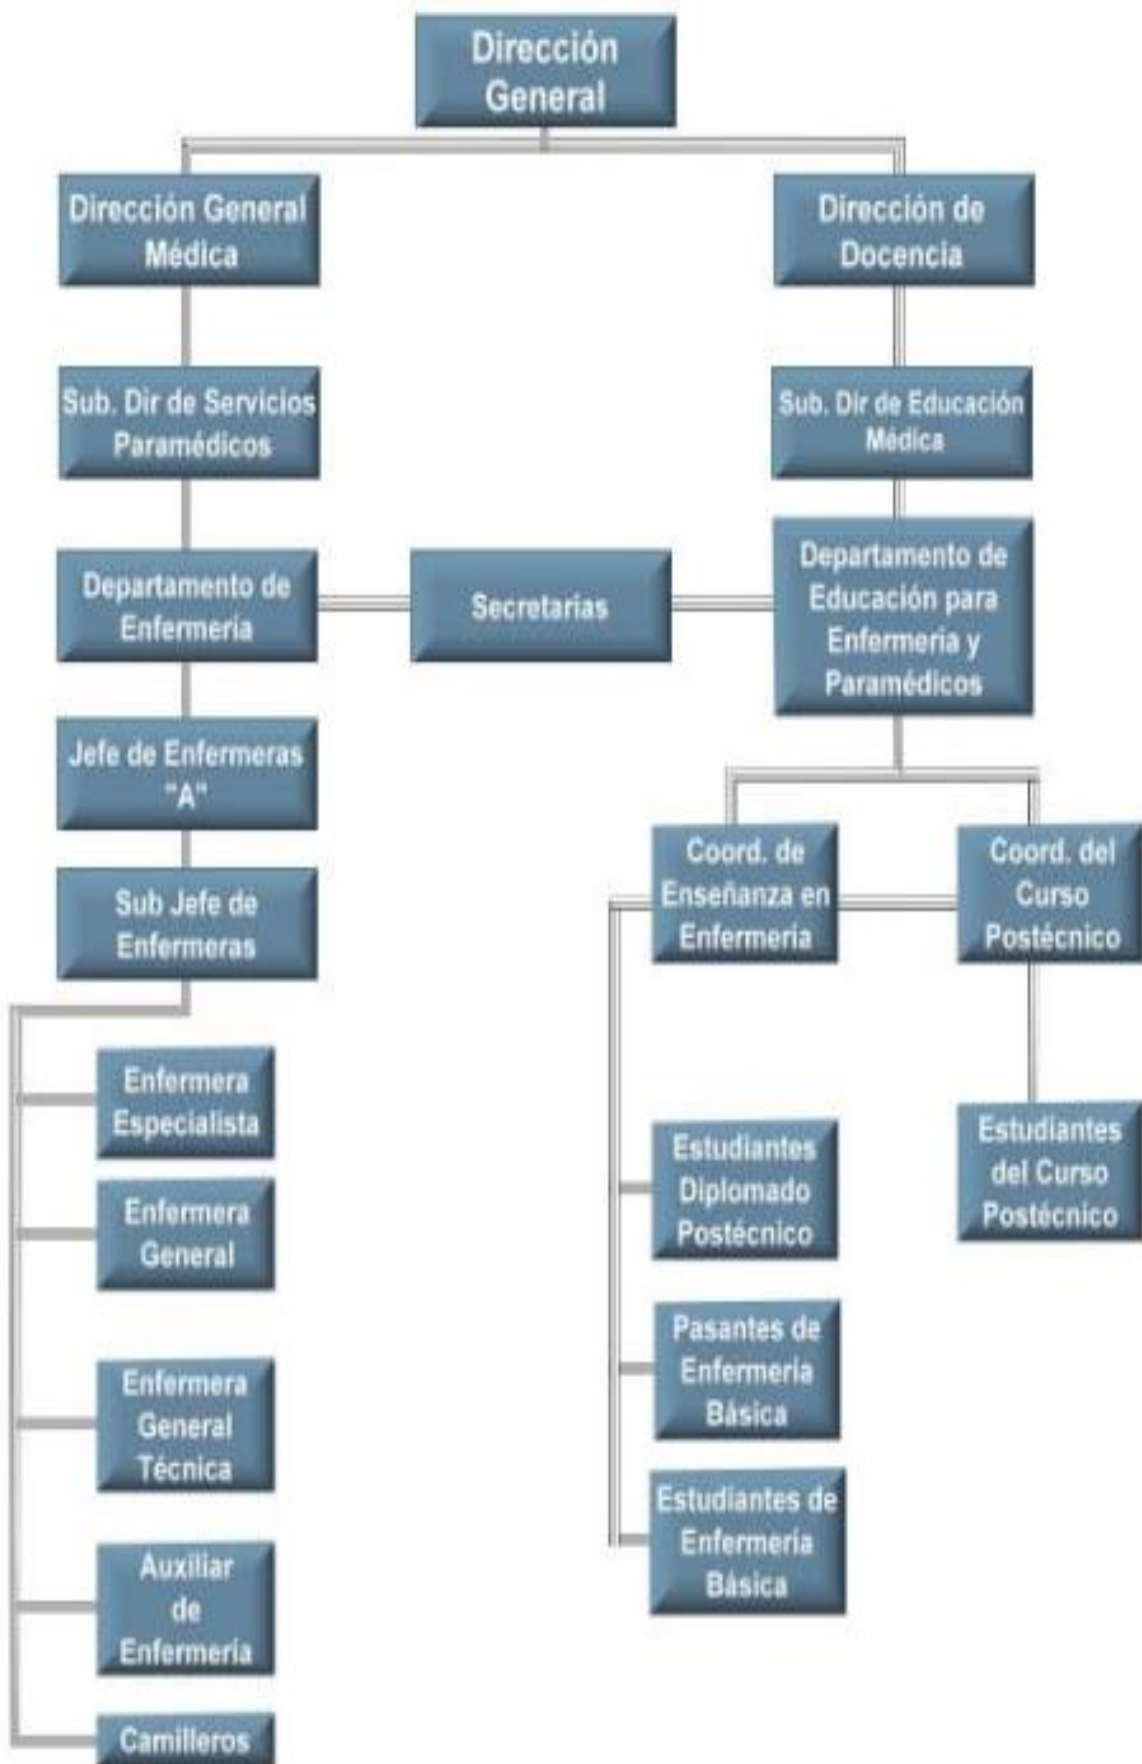 Dirección
General
Dirección General
Médica
Dirección de
Docencia
Sub. Dir de Servicios
Paramédicos
Sub. Dir de Educación
Médica
Departamento de
Enfermería
Secretarias
Departamento de
Educación para
Enfermería y
Paramédicos
Jefe de Enfermeras
"A"
Sub Jefe de
Enfermeras
Coord. de
Enseñanza en
Enfermería
Coord. del
Curso
Postécnico
Enfermera
Especialista
Enfermera
General
Enfermera
General
Técnica
Auxiliar
de
Enfermería
Camilleros
Estudiantes
Diplomado
Postécnico
Pasantes de
Enfermería
Básica
Estudiantes de
Enfermería
Básica
Estudiantes
del Curso
Postécnico